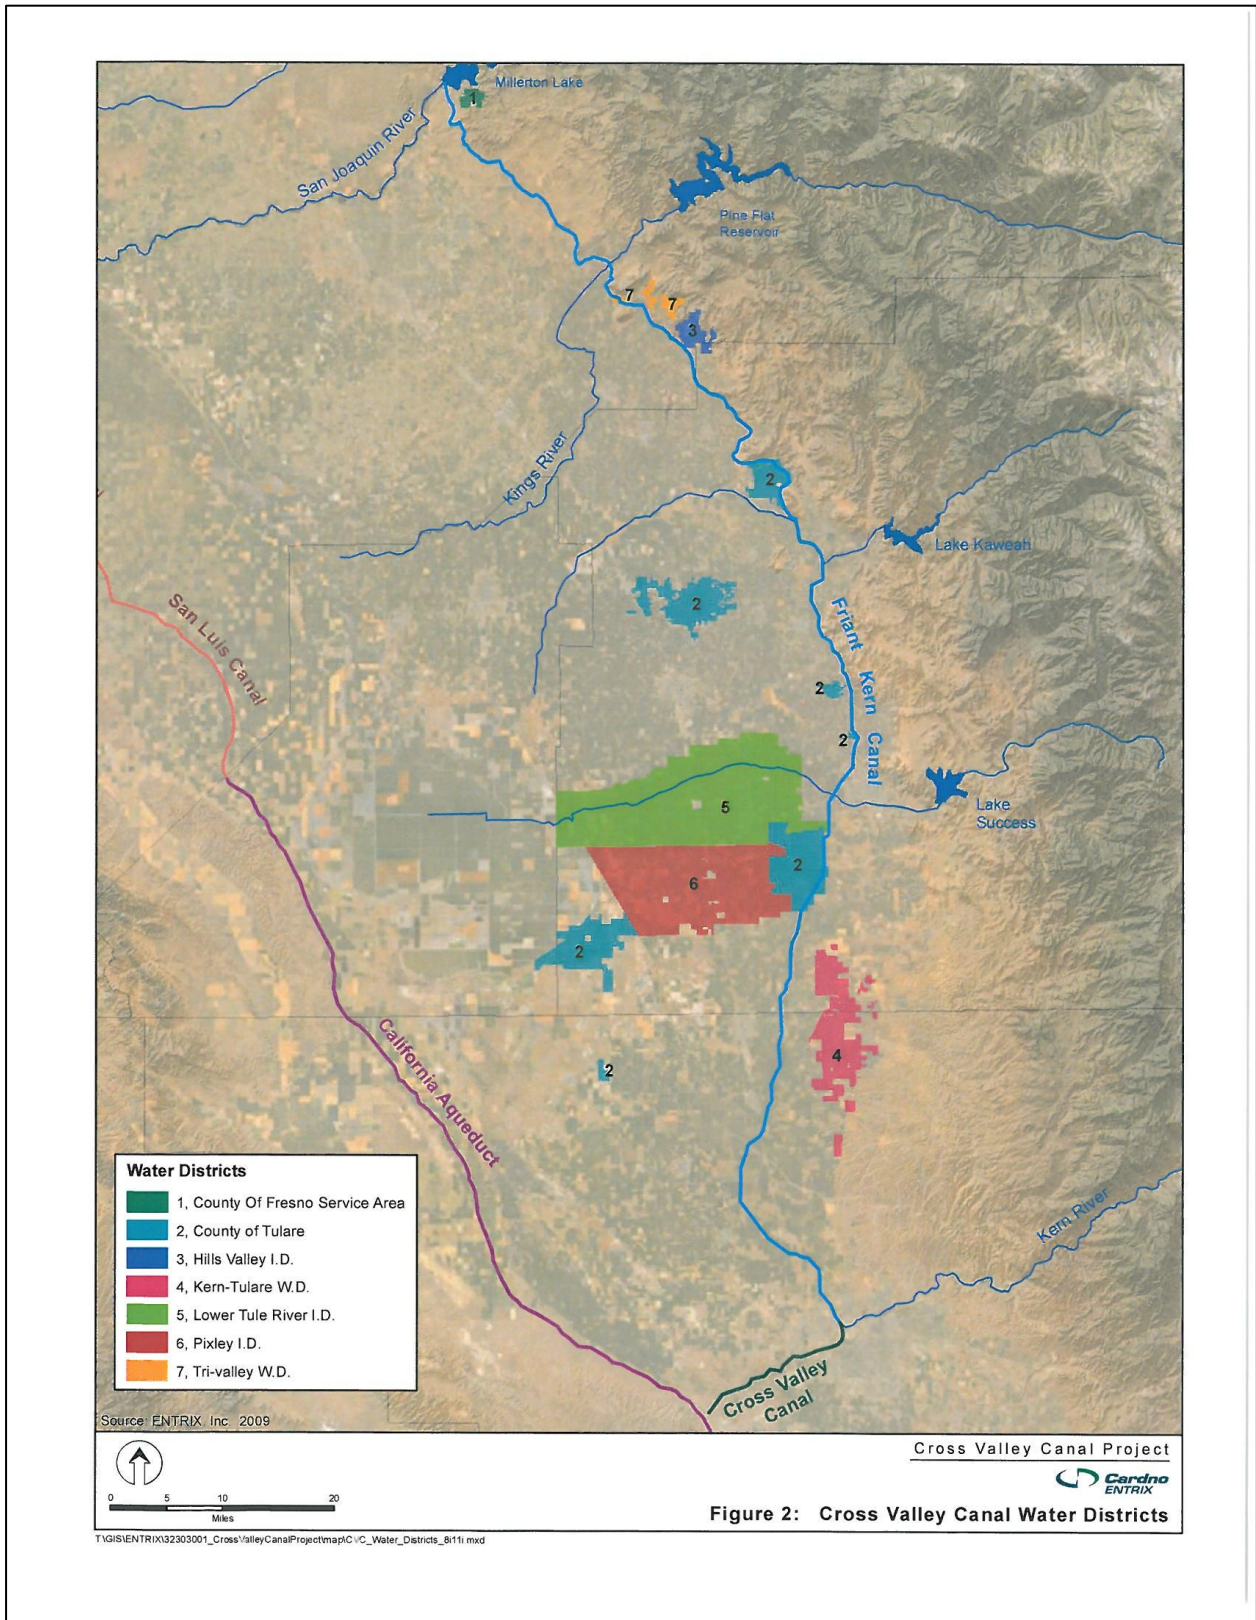 Millerton Lake
1
San Joaquin River
Pine Flat
Reservoir
7
7
3
Kings River
2
Lake Kaweah
San Luis Canal
2
Friant Kern Canal
2
2
5
Lake
Success
2
6
2
4
California Aqueduct
2
Kern River
Cross Valley
Canal
Water Districts
1, County Of Fresno Service Area
2, County of Tulare
3, Hills Valley I.D.
4, Kern-Tulare W.D.
5, Lower Tule River I.D.
6, Pixley I.D.
7, Tri-valley W.D.
Source: ENTRIX, Inc. 2009
0 5 10 20
Miles
Cross Valley Canal Project
Cardno
ENTRIX
Figure 2: Cross Valley Canal Water Districts
T:\GIS\ENTRIX\32303001_CrossValleyCanalProject\map\CVC_Water_Districts_8i11i mxd